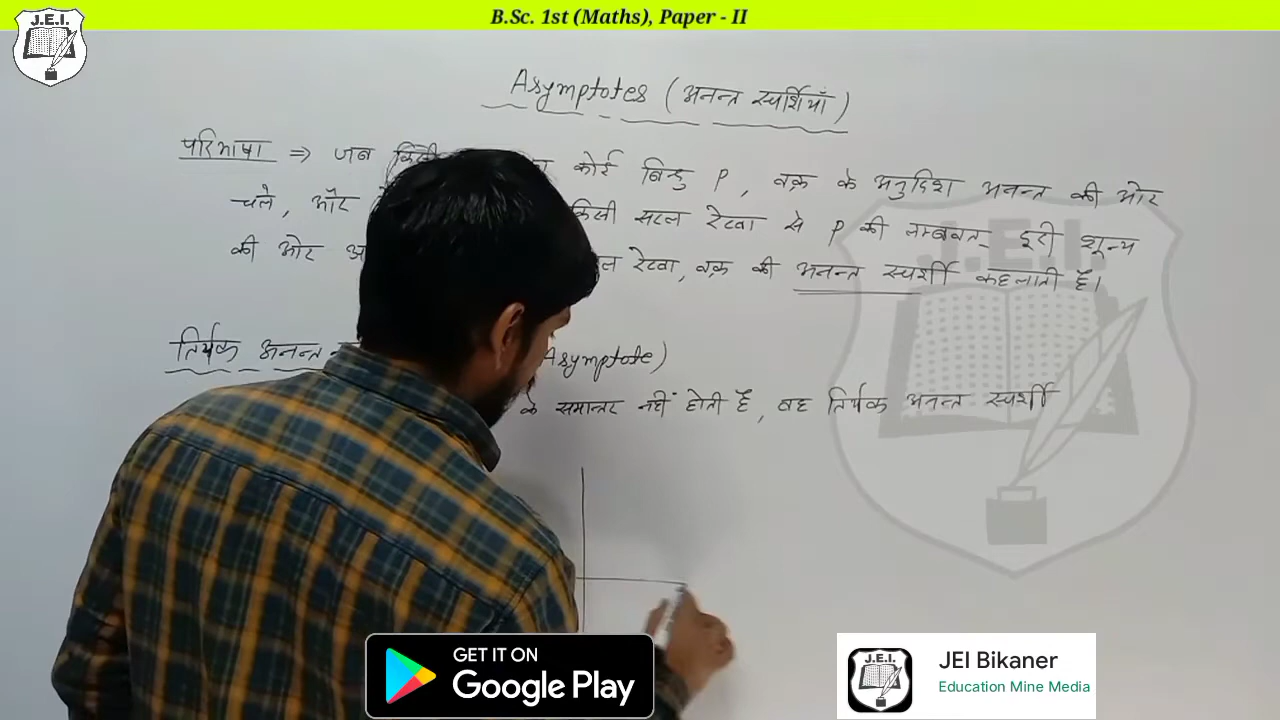 B.Sc. 1st (Maths), Paper - II
J.E.I.
Asymptotes (अनन्त स्पर्शियाँ)
परिभाषा ⇒ जब कोई बिन्दु P, वक्र के अनुदिश अनन्त की ओर
चले, और किसी सरल रेखा से P की लम्बवत दूरी शून्य
की ओर रेखा, वक्र की अनन्त स्पर्शी कहलाती है।
J.E.I.
तिर्यक अनन्त Asymptote)
के समान्तर नहीं होती है, वह तिर्यक अनन्त स्पर्शी
GET IT ON
Google Play
J.E.I.
JEI Bikaner
Education Mine Media